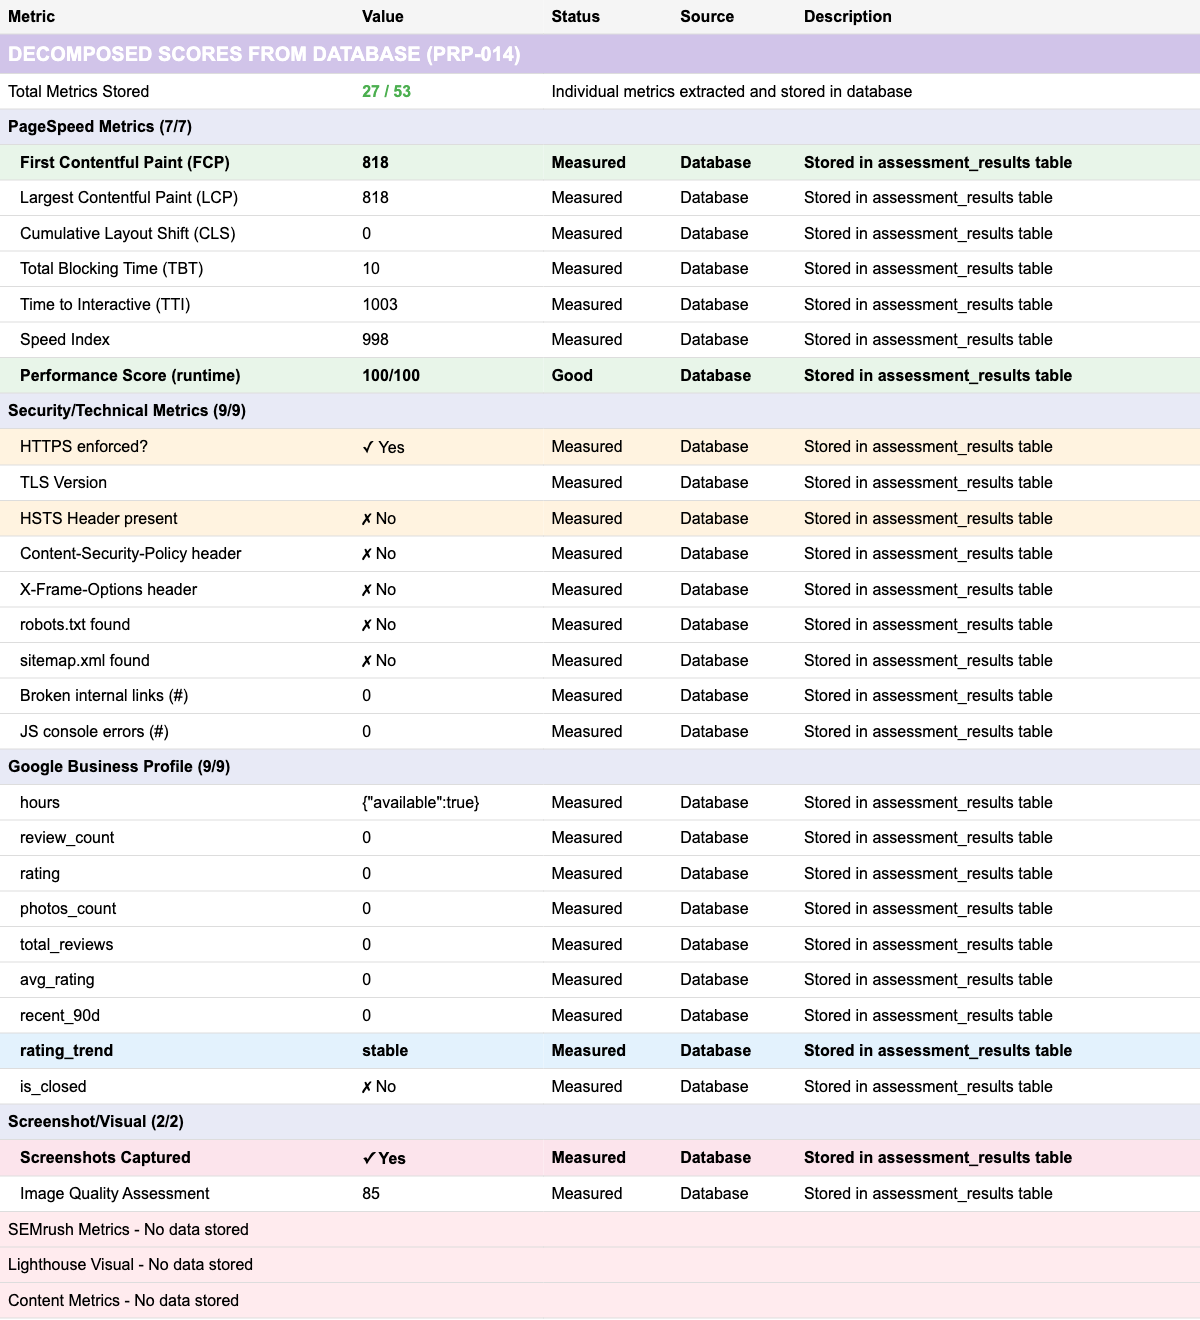 Metric Value Status Source Description
DECOMPOSED SCORES FROM DATABASE (PRP-014)
Total Metrics Stored 27 / 53 Individual metrics extracted and stored in database
PageSpeed Metrics (7/7)
First Contentful Paint (FCP) 818 Measured Database Stored in assessment_results table
Largest Contentful Paint (LCP) 818 Measured Database Stored in assessment_results table
Cumulative Layout Shift (CLS) 0 Measured Database Stored in assessment_results table
Total Blocking Time (TBT) 10 Measured Database Stored in assessment_results table
Time to Interactive (TTI) 1003 Measured Database Stored in assessment_results table
Speed Index 998 Measured Database Stored in assessment_results table
Performance Score (runtime) 100/100 Good Database Stored in assessment_results table
Security/Technical Metrics (9/9)
HTTPS enforced? ✓ Yes Measured Database Stored in assessment_results table
TLS Version Measured Database Stored in assessment_results table
HSTS Header present ✗ No Measured Database Stored in assessment_results table
Content-Security-Policy header ✗ No Measured Database Stored in assessment_results table
X-Frame-Options header ✗ No Measured Database Stored in assessment_results table
robots.txt found ✗ No Measured Database Stored in assessment_results table
sitemap.xml found ✗ No Measured Database Stored in assessment_results table
Broken internal links (#) 0 Measured Database Stored in assessment_results table
JS console errors (#) 0 Measured Database Stored in assessment_results table
Google Business Profile (9/9)
hours {"available":true} Measured Database Stored in assessment_results table
review_count 0 Measured Database Stored in assessment_results table
rating 0 Measured Database Stored in assessment_results table
photos_count 0 Measured Database Stored in assessment_results table
total_reviews 0 Measured Database Stored in assessment_results table
avg_rating 0 Measured Database Stored in assessment_results table
recent_90d 0 Measured Database Stored in assessment_results table
rating_trend stable Measured Database Stored in assessment_results table
is_closed ✗ No Measured Database Stored in assessment_results table
Screenshot/Visual (2/2)
Screenshots Captured ✓ Yes Measured Database Stored in assessment_results table
Image Quality Assessment 85 Measured Database Stored in assessment_results table
SEMrush Metrics - No data stored
Lighthouse Visual - No data stored
Content Metrics - No data stored